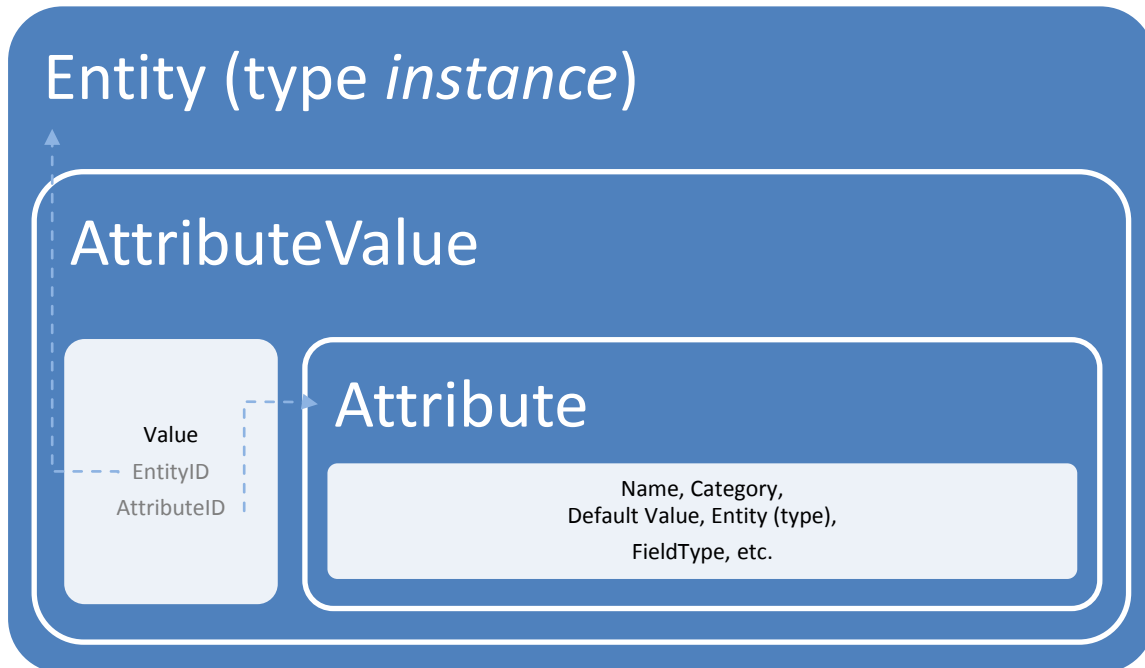 Entity (type instance)
AttributeValue
Value
EntityID
AttributeID
Attribute
Name, Category,
Default Value, Entity (type),
FieldType, etc.